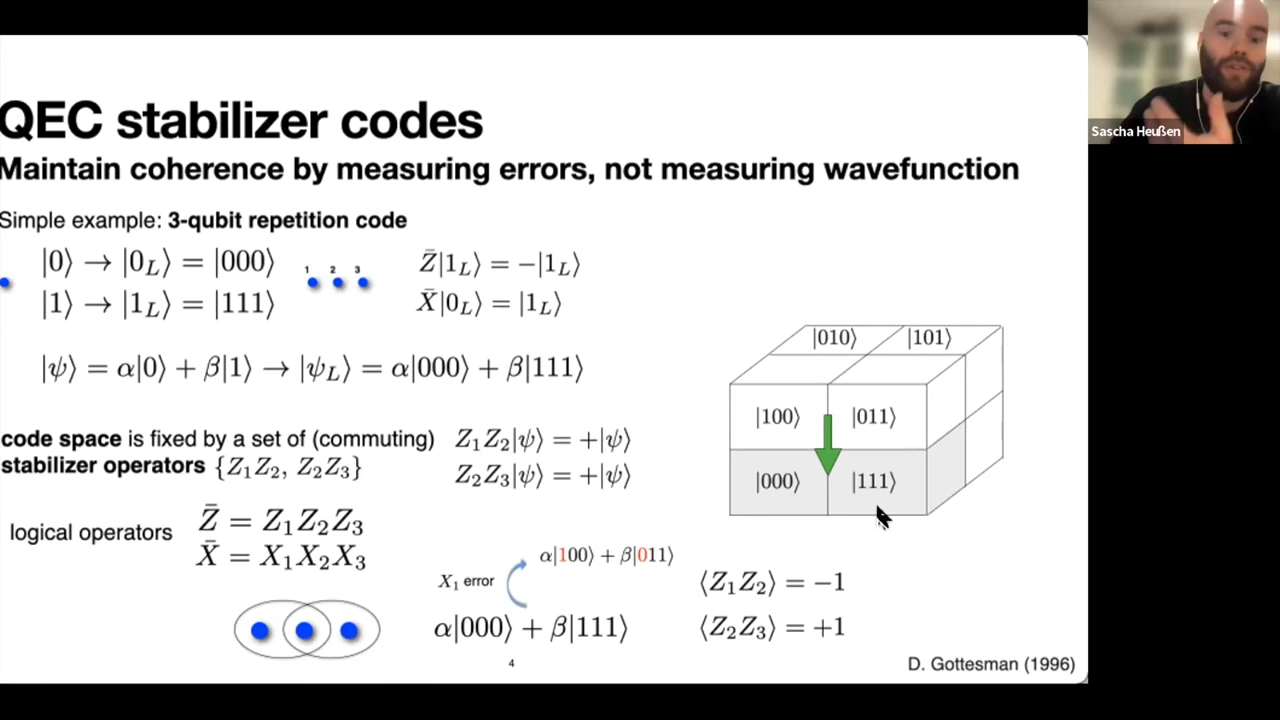 QEC stabilizer codes
Maintain coherence by measuring errors, not measuring wavefunction
Simple example: 3-qubit repetition code
|0⟩ → |0_L⟩ = |000⟩
|1⟩ → |1_L⟩ = |111⟩
1 2 3
Z̄|1_L⟩ = −|1_L⟩
X̄|0_L⟩ = |1_L⟩
|ψ⟩ = α|0⟩ + β|1⟩ → |ψ_L⟩ = α|000⟩ + β|111⟩
code space is fixed by a set of (commuting)
stabilizer operators {Z₁Z₂, Z₂Z₃}
Z₁Z₂|ψ⟩ = +|ψ⟩
Z₂Z₃|ψ⟩ = +|ψ⟩
logical operators
Z̄ = Z₁Z₂Z₃
X̄ = X₁X₂X₃
|010⟩ |101⟩
|100⟩ |011⟩
|000⟩ |111⟩
α|100⟩ + β|011⟩
X₁ error
α|000⟩ + β|111⟩
⟨Z₁Z₂⟩ = −1
⟨Z₂Z₃⟩ = +1
4
D. Gottesman (1996)
Sascha Heußen